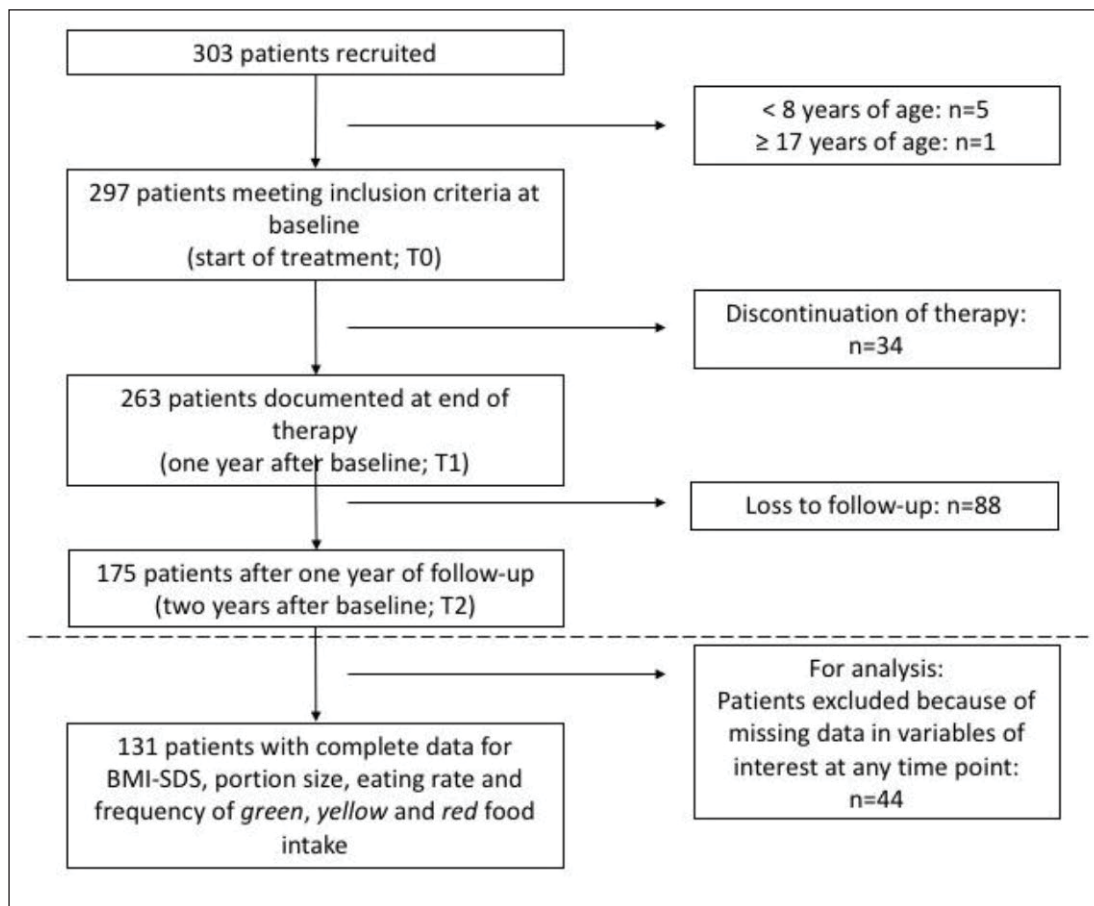 303 patients recruited
< 8 years of age: n=5
≥ 17 years of age: n=1
297 patients meeting inclusion criteria at
baseline
(start of treatment; T0)
Discontinuation of therapy:
n=34
263 patients documented at end of
therapy
(one year after baseline; T1)
Loss to follow-up: n=88
175 patients after one year of follow-up
(two years after baseline; T2)
For analysis:
Patients excluded because of
missing data in variables of
interest at any time point:
n=44
131 patients with complete data for
BMI-SDS, portion size, eating rate and
frequency of green, yellow and red food
intake